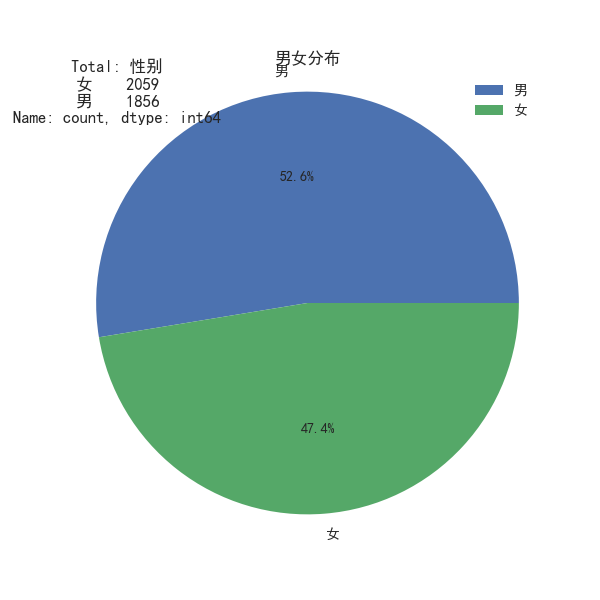 男女分布
Total: 性别
女    2059
男    1856
Name: count, dtype: int64
男
男
女
52.6%
47.4%
女